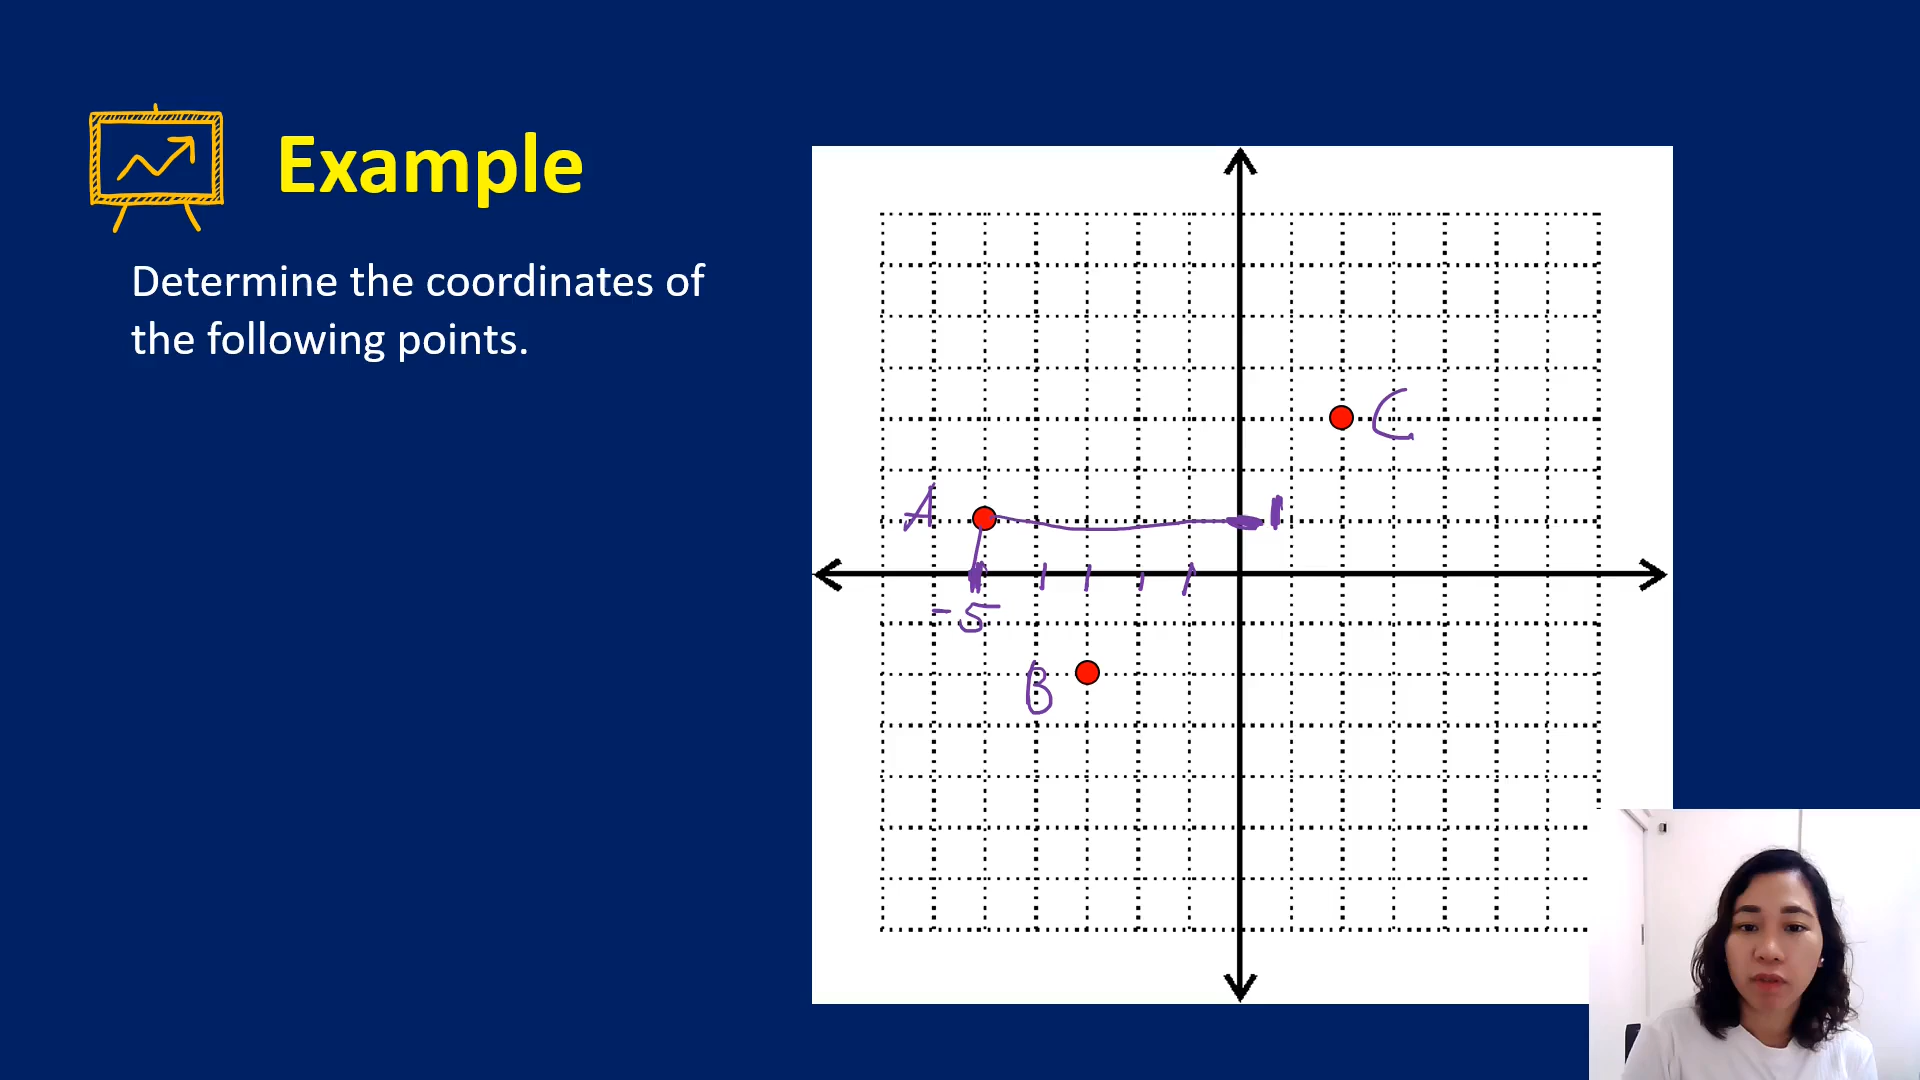 Example
Determine the coordinates of
the following points.
C
A
1
-5
B